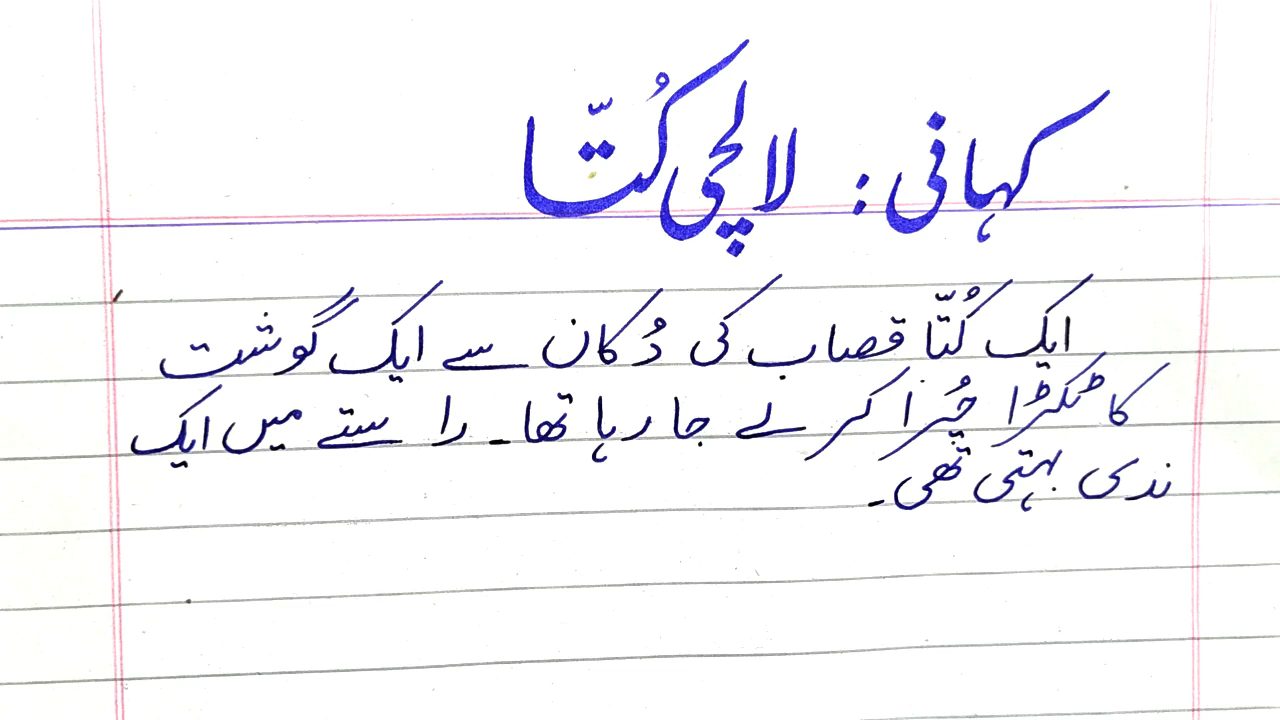 کہانی: لالچی کُتّا
ایک کُتّا قصاب کی دُکان سے ایک گوشت
کا ٹکڑا چُرا کر لے جا رہا تھا۔ راستے میں ایک
ندی بہتی تھی۔